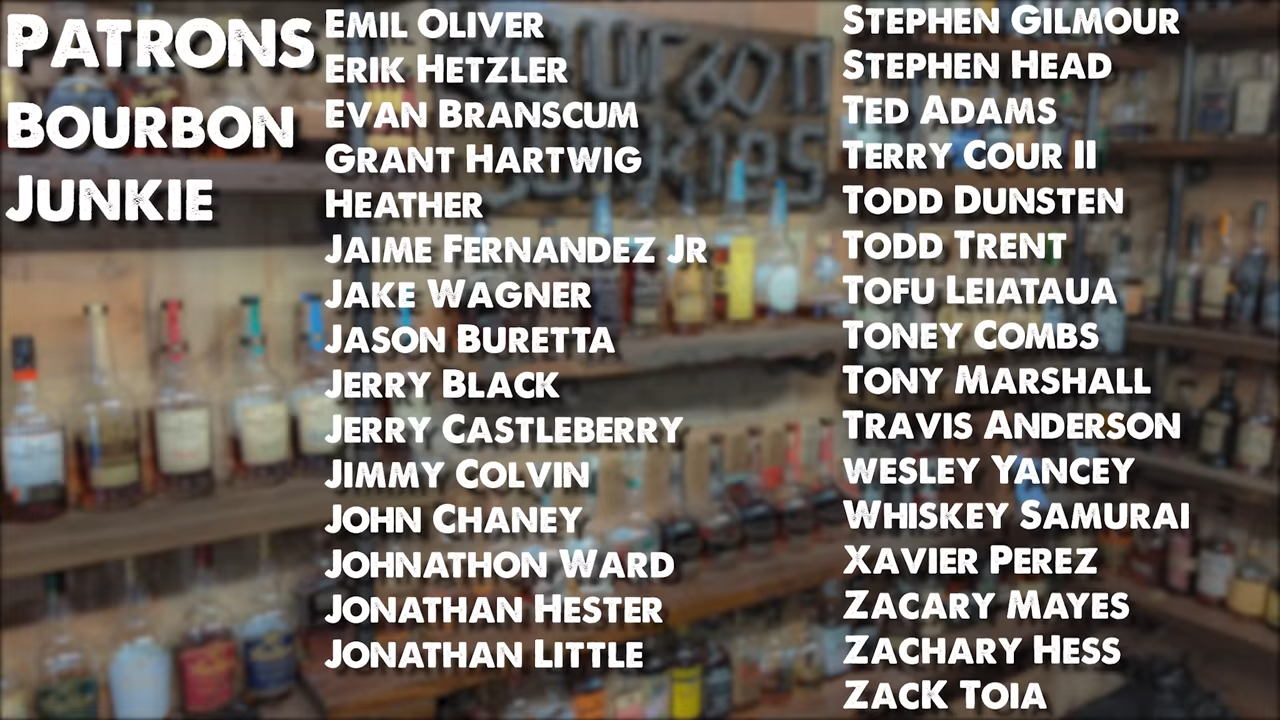 Patrons
Bourbon
Junkie
Emil Oliver
Erik Hetzler
Evan Branscum
Grant Hartwig
Heather
Jaime Fernandez Jr
Jake Wagner
Jason Buretta
Jerry Black
Jerry Castleberry
Jimmy Colvin
John Chaney
Johnathon Ward
Jonathan Hester
Jonathan Little
Stephen Gilmour
Stephen Head
Ted Adams
Terry Cour II
Todd Dunsten
Todd Trent
Tofu Leiataua
Toney Combs
Tony Marshall
Travis Anderson
wesley Yancey
Whiskey Samurai
Xavier Perez
Zacary Mayes
Zachary Hess
Zack Toia